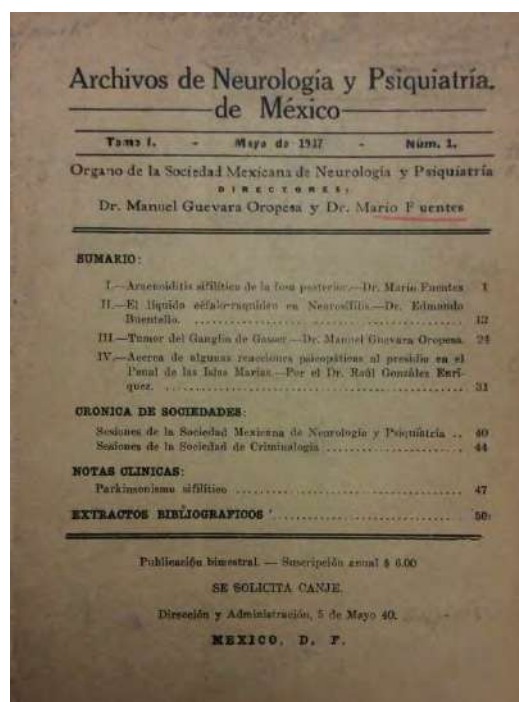 Archivos de Neurología y Psiquiatría.
de México
Tomo I. - Mayo de 1937 - Núm. 1.
Organo de la Sociedad Mexicana de Neurología y Psiquiatría
DIRECTORES:
Dr. Manuel Guevara Oropesa y Dr. Mario Fuentes
SUMARIO:
I.—Aracnoiditis sifilítica de la fosa posterior.—Dr. Mario Fuentes 1
II.—El líquido céfalo-raquídeo en Neurosífilis.—Dr. Edmundo
Buentello. 12
III.—Tumor del Ganglio de Gasser.—Dr. Manuel Guevara Oropesa. 24
IV.—Acerca de algunas reacciones psicopáticas al presidio en el
Penal de las Islas Marías.—Por el Dr. Raúl González Enrí-
quez. 31
CRONICA DE SOCIEDADES:
Sesiones de la Sociedad Mexicana de Neurología y Psiquiatría .. 40
Sesiones de la Sociedad de Criminalogía 44
NOTAS CLINICAS:
Parkinsonismo sifilítico 47
EXTRACTOS BIBLIOGRAFICOS 50
Publicación bimestral. — Suscripción anual $ 6.00
SE SOLICITA CANJE.
Dirección y Administración, 5 de Mayo 40.
MEXICO, D. F.